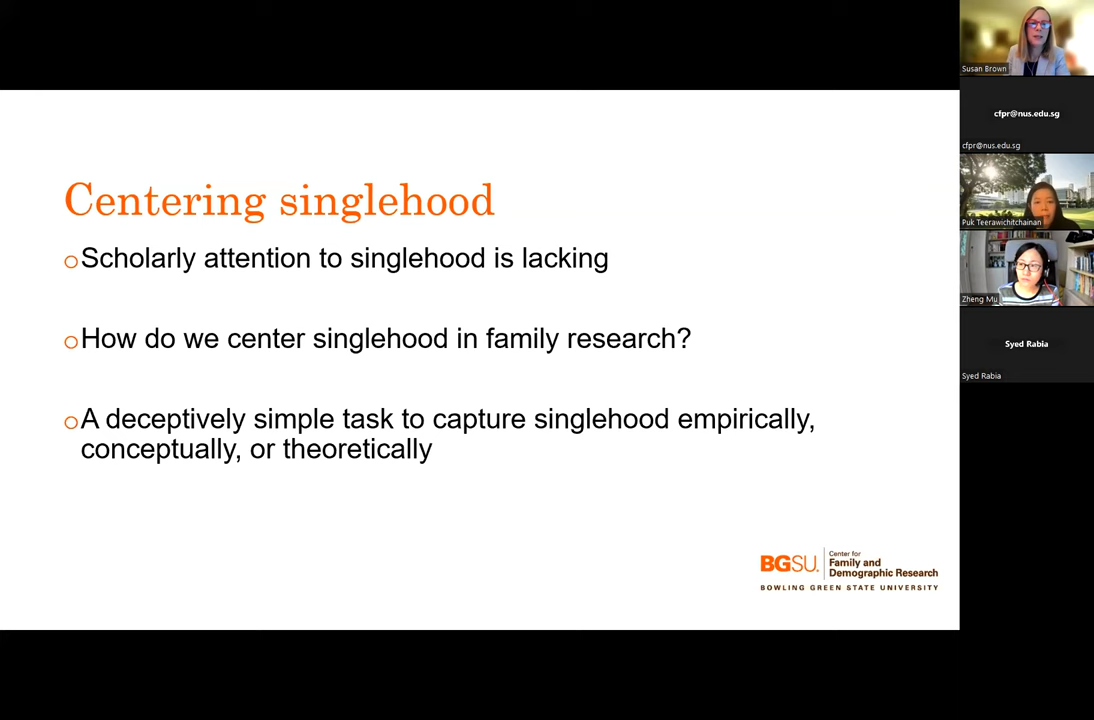 Centering singlehood
Scholarly attention to singlehood is lacking
How do we center singlehood in family research?
A deceptively simple task to capture singlehood empirically,
conceptually, or theoretically
BGSU.
Center for
Family and
Demographic Research
BOWLING GREEN STATE UNIVERSITY
Susan Brown
cfpr@nus.edu.sg
cfpr@nus.edu.sg
Puk Teerawichitchainan
Zheng Mu
Syed Rabia
Syed Rabia